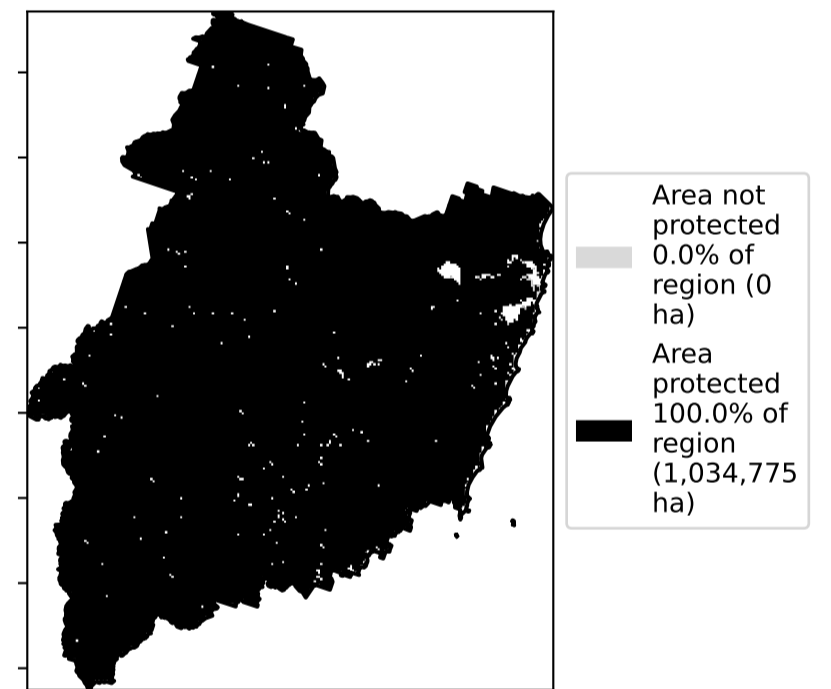 Area not
protected
0.0% of
region (0
ha)
Area
protected
100.0% of
region
(1,034,775
ha)